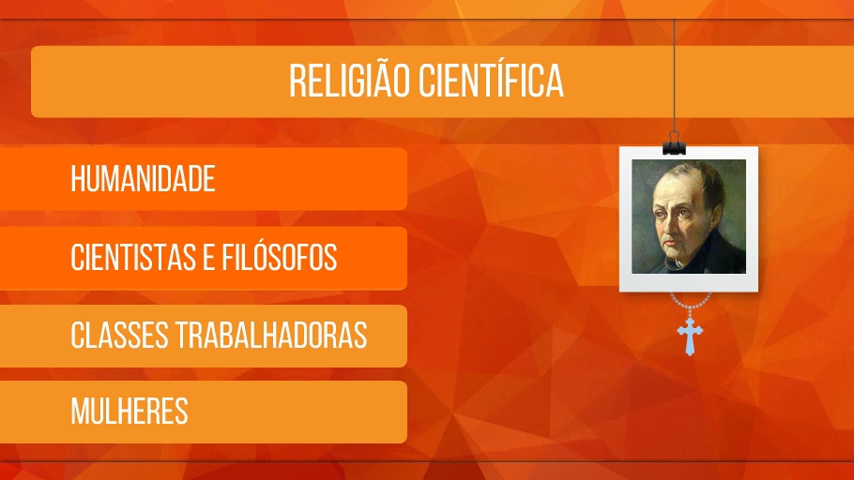 RELIGIÃO CIENTÍFICA
HUMANIDADE
CIENTISTAS E FILÓSOFOS
CLASSES TRABALHADORAS
MULHERES